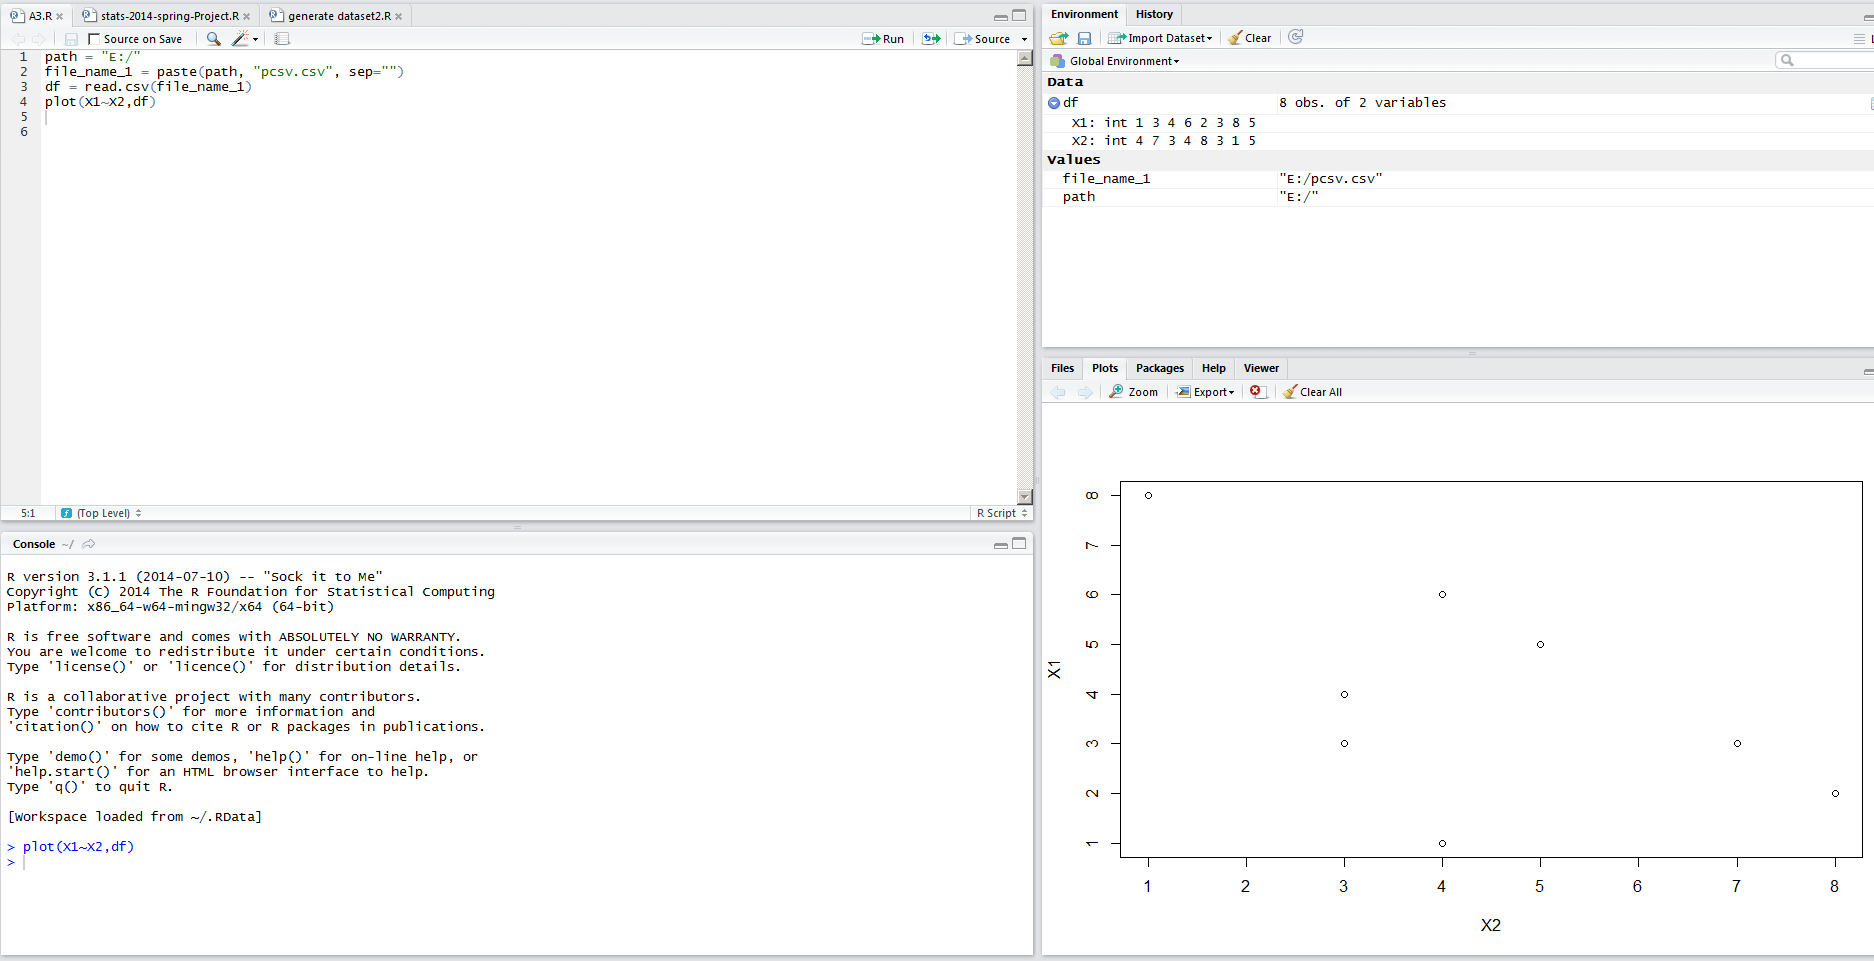 A3.R
stats-2014-spring-Project.R
generate dataset2.R
Source on Save
Run
Source
1 path = "E:/"
2 file_name_1 = paste(path, "pcsv.csv", sep="")
3 df = read.csv(file_name_1)
4 plot(X1~X2,df)
5
6
5:1 (Top Level) R Script
Console ~/
R version 3.1.1 (2014-07-10) -- "Sock it to Me"
Copyright (C) 2014 The R Foundation for Statistical Computing
Platform: x86_64-w64-mingw32/x64 (64-bit)
R is free software and comes with ABSOLUTELY NO WARRANTY.
You are welcome to redistribute it under certain conditions.
Type 'license()' or 'licence()' for distribution details.
R is a collaborative project with many contributors.
Type 'contributors()' for more information and
'citation()' on how to cite R or R packages in publications.
Type 'demo()' for some demos, 'help()' for on-line help, or
'help.start()' for an HTML browser interface to help.
Type 'q()' to quit R.
[Workspace loaded from ~/.RData]
> plot(X1~X2,df)
>
Environment History
Import Dataset Clear
Global Environment
Data
df 8 obs. of 2 variables
X1: int 1 3 4 6 2 3 8 5
X2: int 4 7 3 4 8 3 1 5
Values
file_name_1 "E:/pcsv.csv"
path "E:/"
Files Plots Packages Help Viewer
Zoom Export Clear All
8
7
6
5
4
3
2
1
X1
1 2 3 4 5 6 7 8
X2